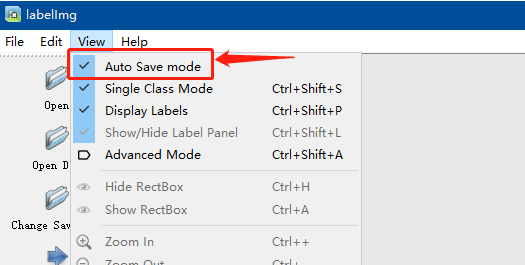 labelImg
File Edit View Help
Auto Save mode
Single Class Mode Ctrl+Shift+S
Display Labels Ctrl+Shift+P
Show/Hide Label Panel Ctrl+Shift+L
Advanced Mode Ctrl+Shift+A
Hide RectBox Ctrl+H
Show RectBox Ctrl+A
Zoom In Ctrl++
Zoom Out Ctrl+-
Open
Open D
Change Sav